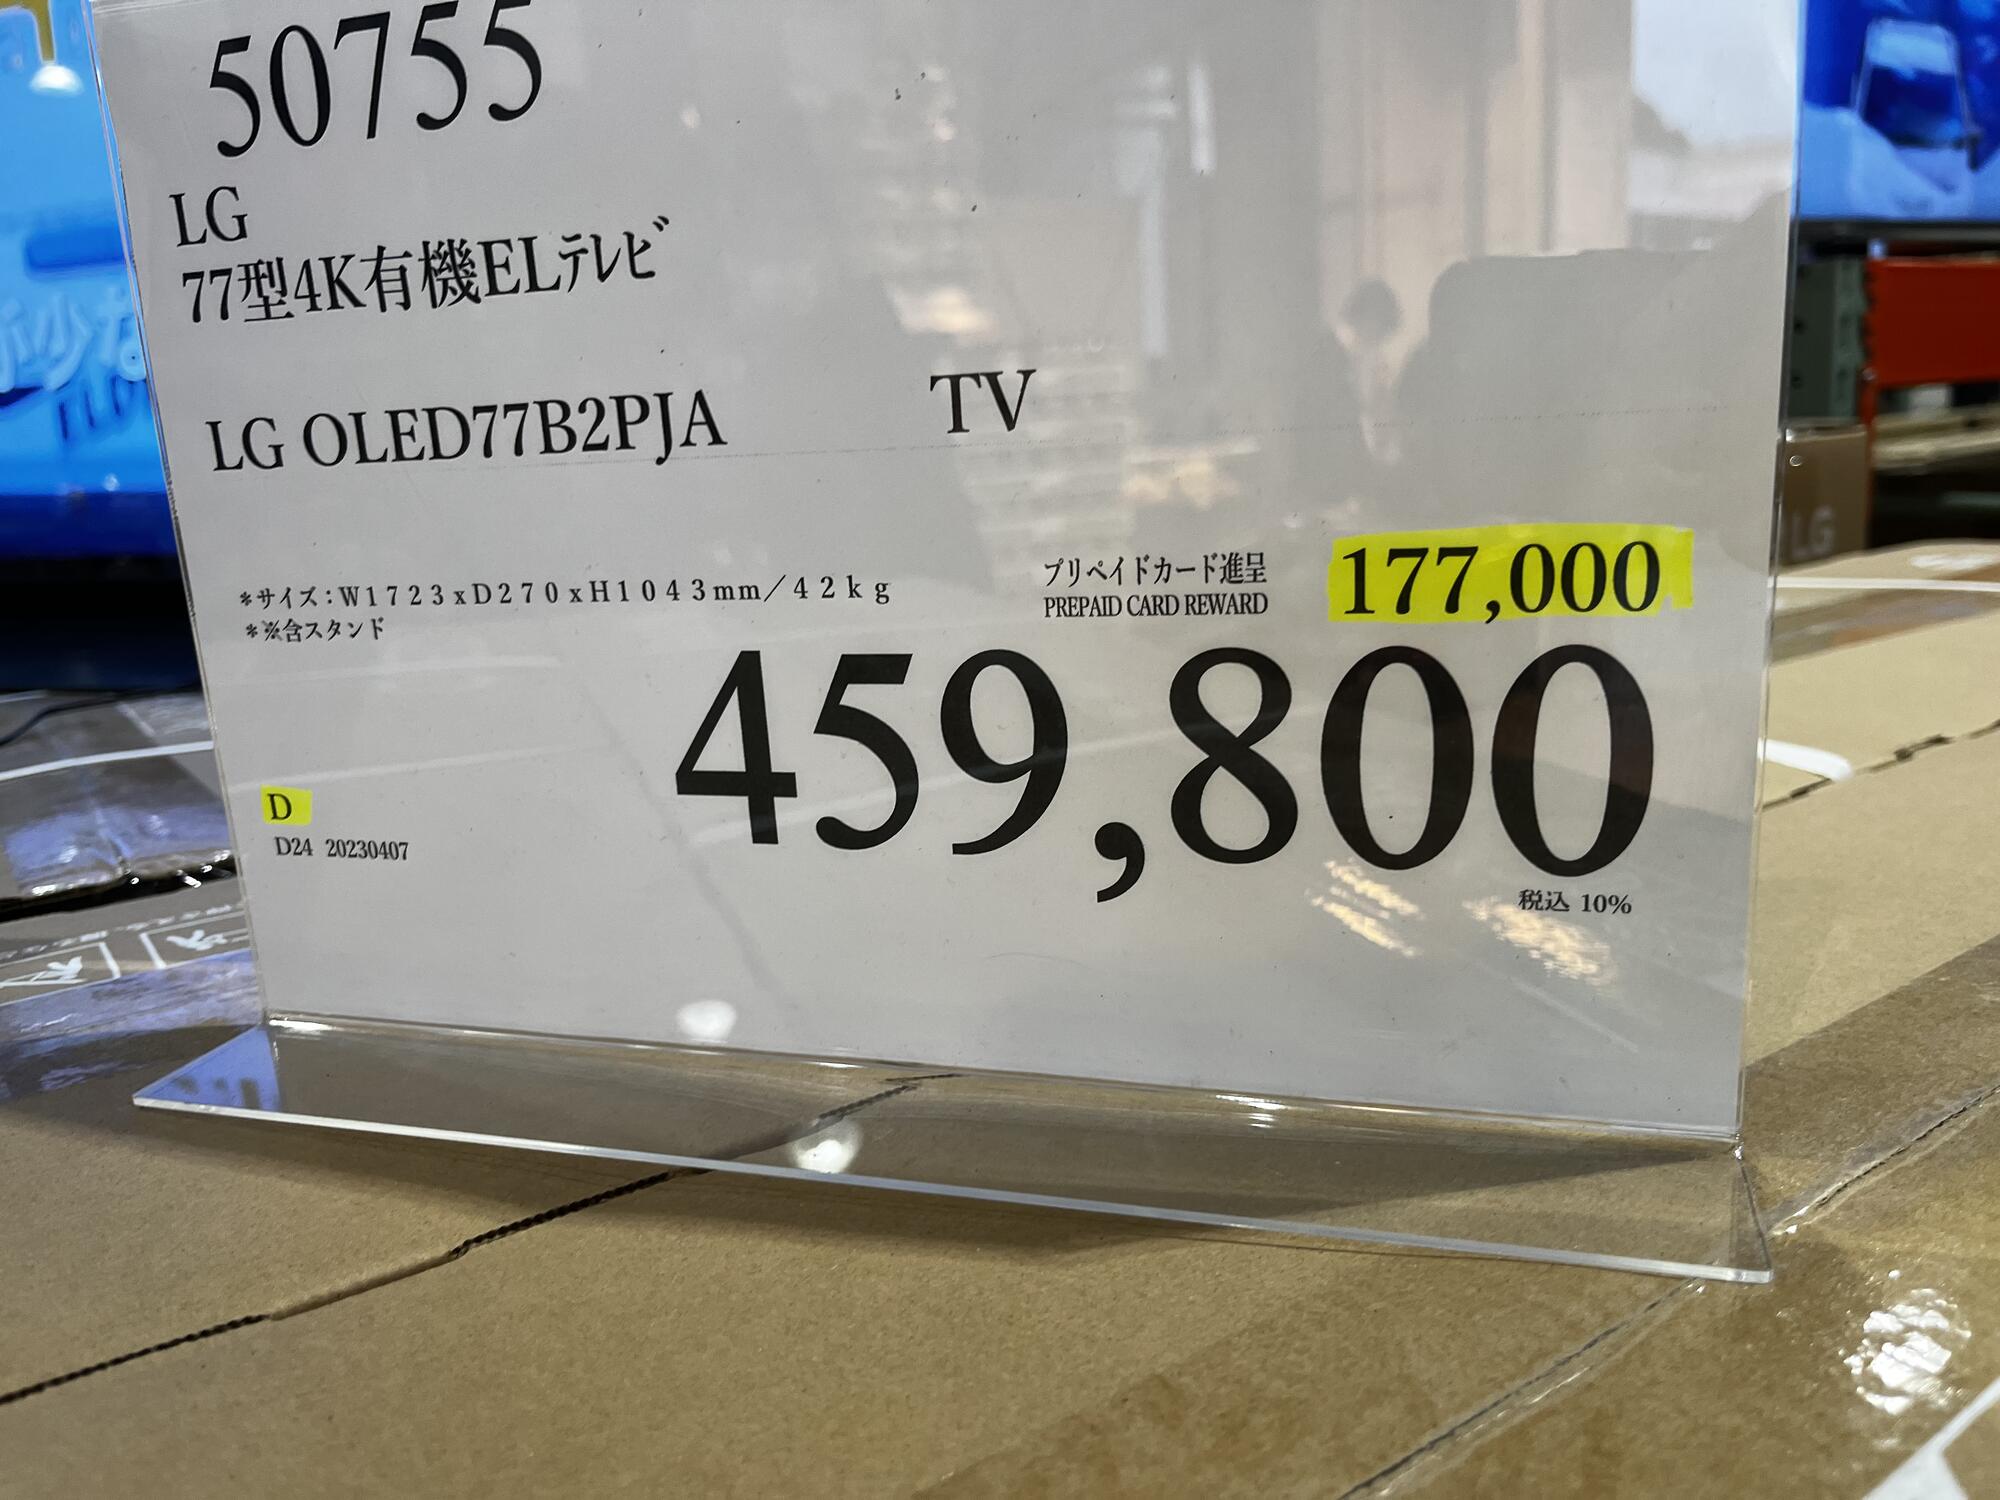 50755
LG
77型4K有機ELテレビ
LG OLED77B2PJA TV
*サイズ:W1723xD270xH1043mm/42kg
*※含スタンド
プリペイドカード進呈
PREPAID CARD REWARD
177,000
459,800
税込 10%
D
D24 20230407
LG